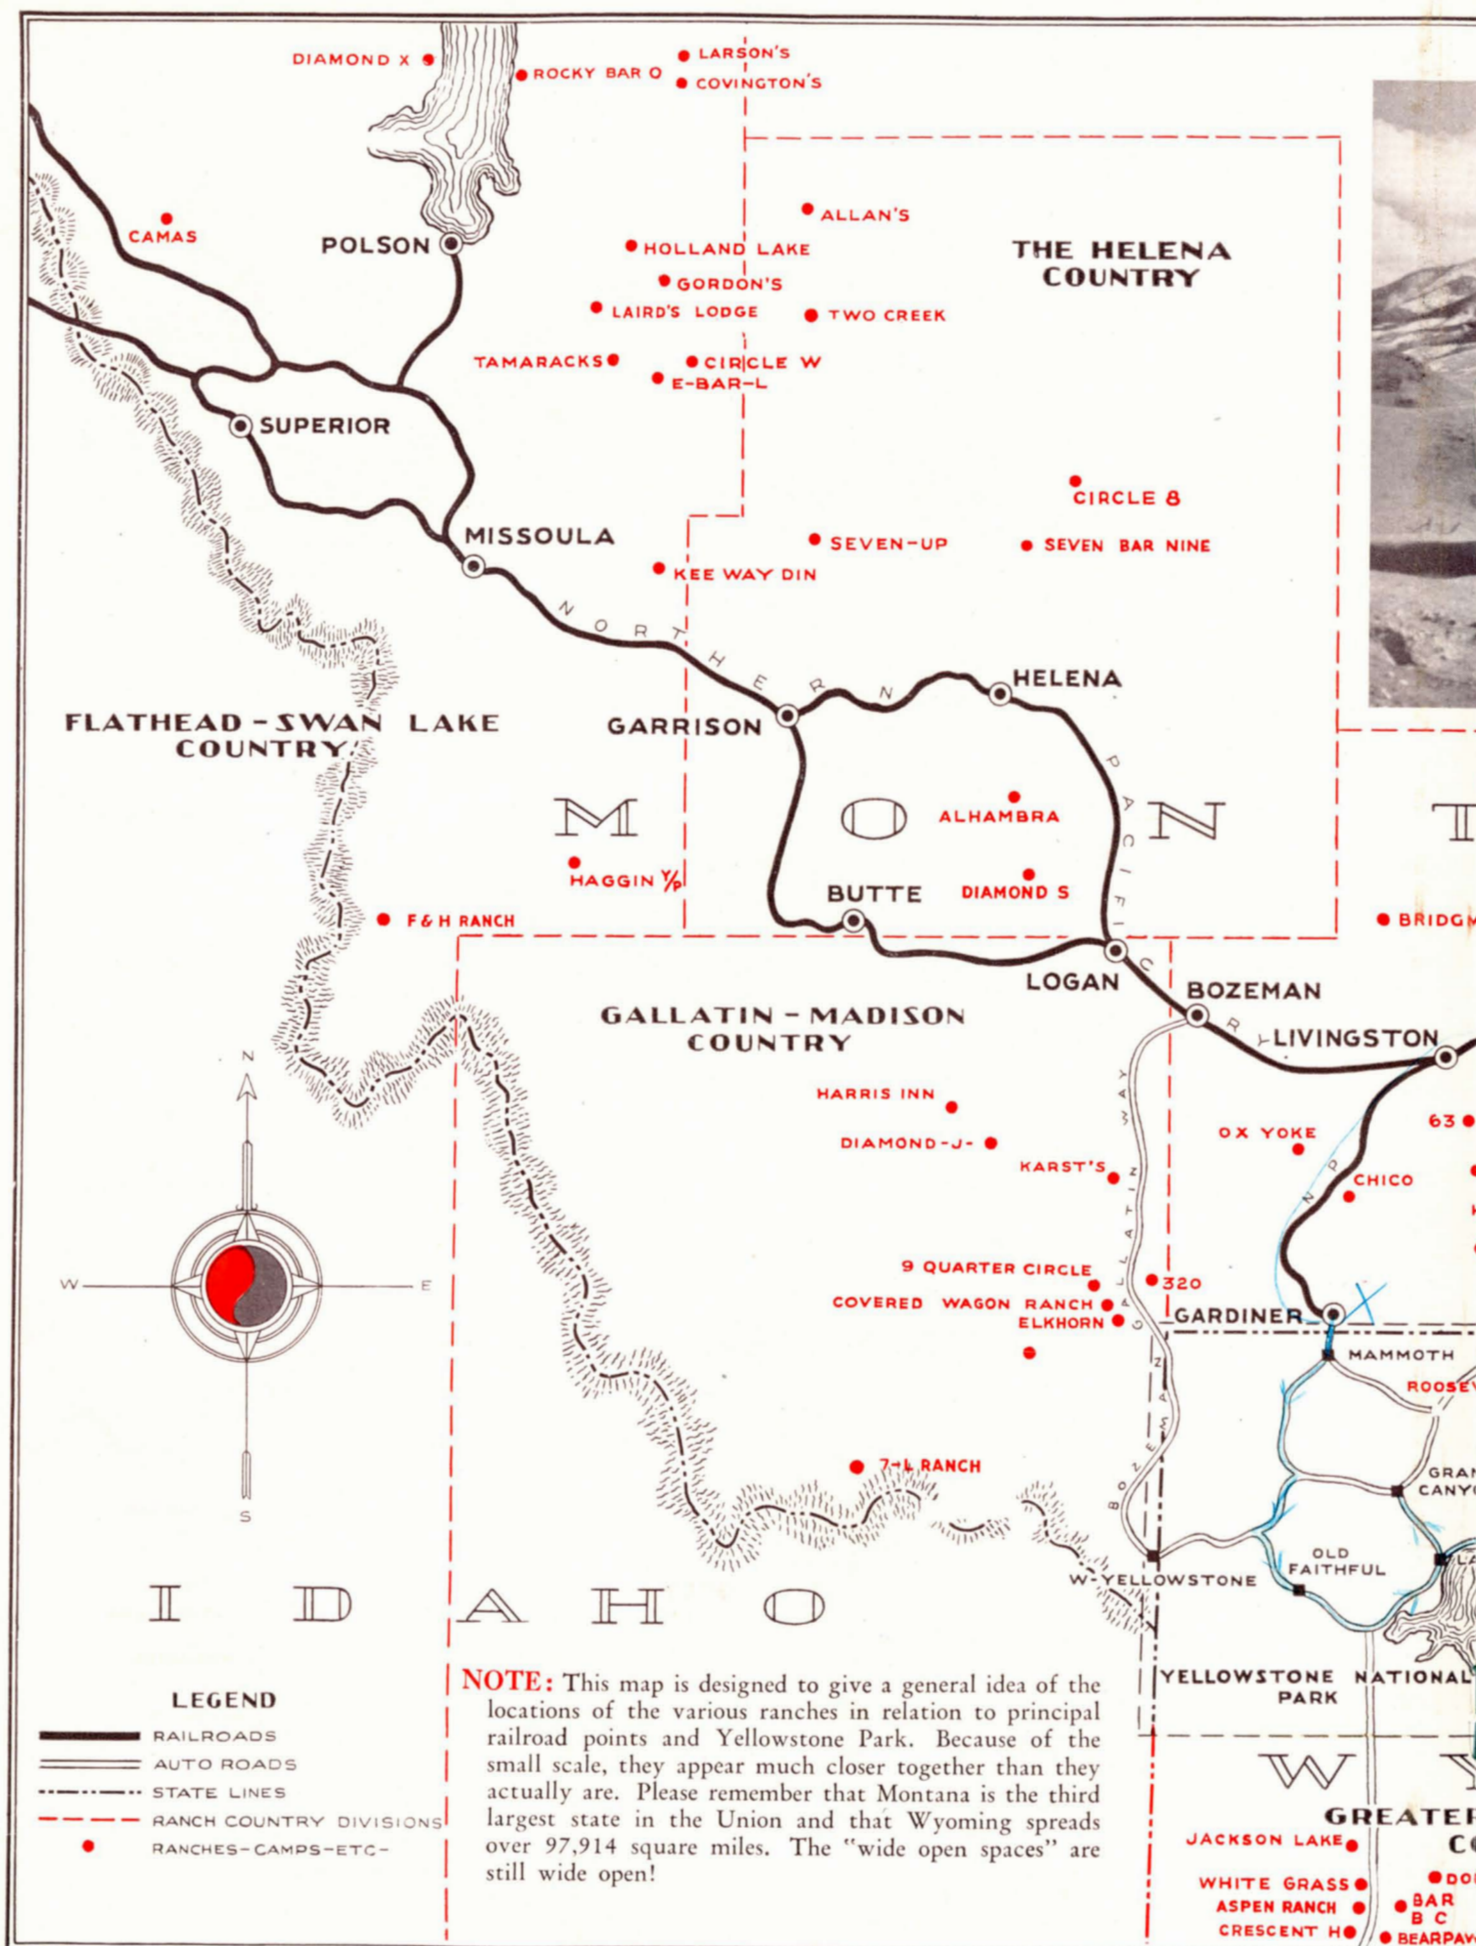 DIAMOND X
ROCKY BAR O
LARSON'S
COVINGTON'S
CAMAS
POLSON
ALLAN'S
HOLLAND LAKE
GORDON'S
LAIRD'S LODGE
TWO CREEK
TAMARACKS
CIRCLE W
E-BAR-L
THE HELENA
COUNTRY
SUPERIOR
MISSOULA
CIRCLE 8
SEVEN-UP
SEVEN BAR NINE
KEE WAY DIN
NORTHERN PACIFIC RY
HELENA
GARRISON
FLATHEAD-SWAN LAKE
COUNTRY
M O N T
ALHAMBRA
HAGGIN Y/P
BUTTE
DIAMOND S
F & H RANCH
LOGAN
BOZEMAN
LIVINGSTON
GALLATIN-MADISON
COUNTRY
HARRIS INN
DIAMOND-J-
KARST'S
GALLATIN WAY
OX YOKE
63
CHICO
N P
9 QUARTER CIRCLE
320
COVERED WAGON RANCH
ELKHORN
GARDINER
MAMMOTH
BOZEMAN
7-L RANCH
OLD
FAITHFUL
W-YELLOWSTONE
N
W
E
S
I D A H O
YELLOWSTONE NATIONAL
PARK
W Y
GREATER
JACKSON LAKE
WHITE GRASS
ASPEN RANCH
BAR
B C
CRESCENT H
LEGEND
RAILROADS
AUTO ROADS
STATE LINES
RANCH COUNTRY DIVISIONS
RANCHES-CAMPS-ETC-
NOTE: This map is designed to give a general idea of the
locations of the various ranches in relation to principal
railroad points and Yellowstone Park. Because of the
small scale, they appear much closer together than they
actually are. Please remember that Montana is the third
largest state in the Union and that Wyoming spreads
over 97,914 square miles. The "wide open spaces" are
still wide open!